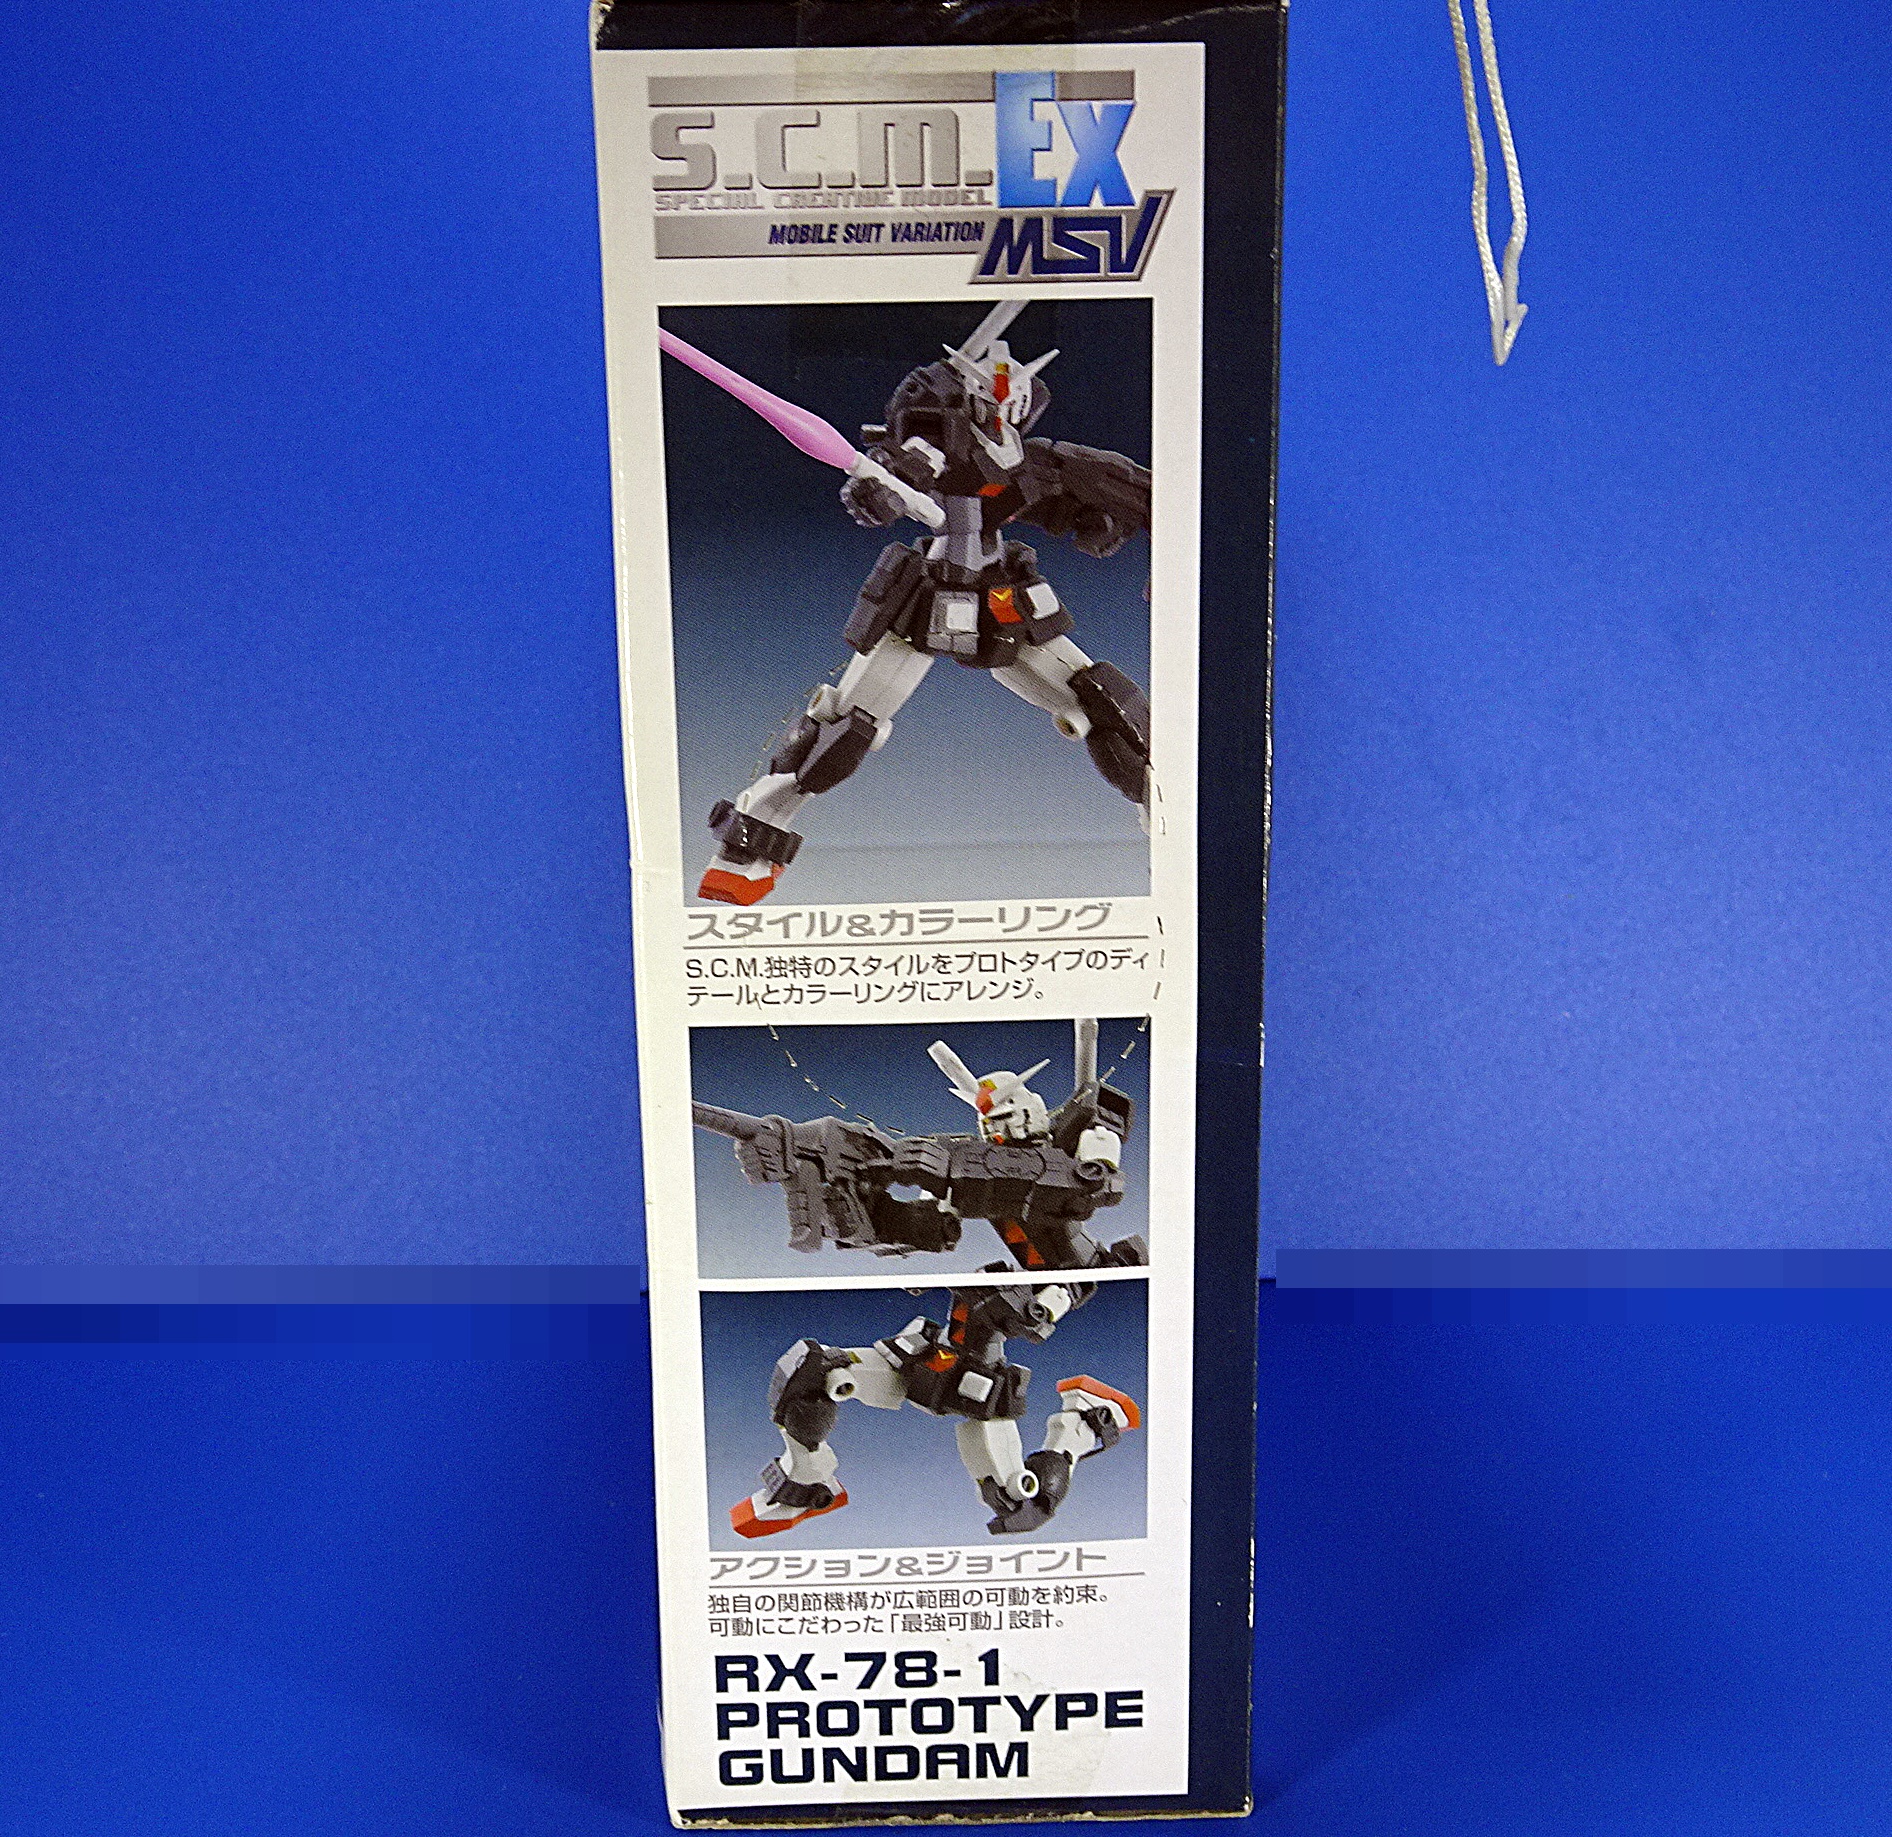 S.C.M.EX
SPECIAL CREATIVE MODEL
MOBILE SUIT VARIATION MSV
スタイル&カラーリング
S.C.M.独特のスタイルをプロトタイプのディ
テールとカラーリングにアレンジ。
アクション&ジョイント
独自の関節機構が広範囲の可動を約束。
可動にこだわった「最強可動」設計。
RX-78-1
PROTOTYPE
GUNDAM